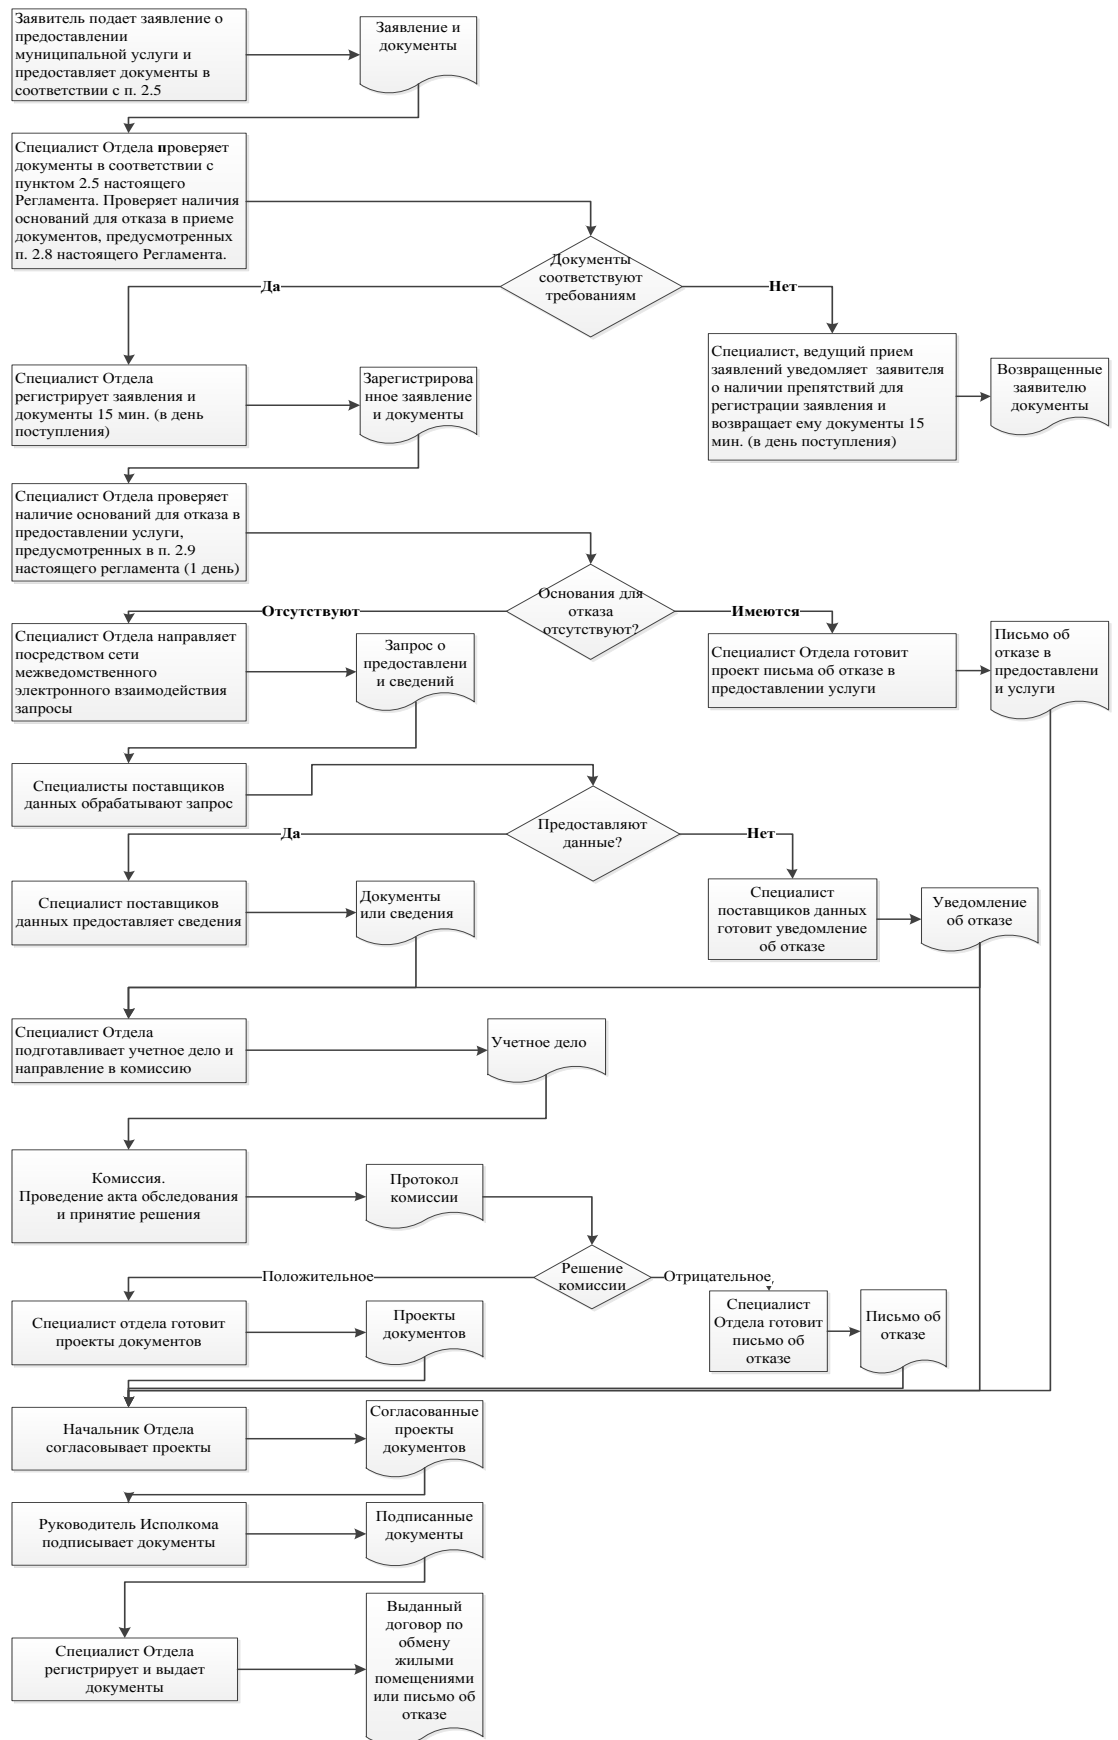 Заявитель подает заявление о
предоставлении
муниципальной услуги и
предоставляет документы в
соответствии с п. 2.5
Заявление и
документы
Специалист Отдела проверяет
документы в соответствии с
пунктом 2.5 настоящего
Регламента. Проверяет наличия
оснований для отказа в приеме
документов, предусмотренных
п. 2.8 настоящего Регламента.
Документы
соответствуют
требованиям
Да
Нет
Специалист Отдела
регистрирует заявления и
документы 15 мин. (в день
поступления)
Зарегистрирова
нное заявление
и документы
Специалист, ведущий прием
заявлений уведомляет заявителя
о наличии препятствий для
регистрации заявления и
возвращает ему документы 15
мин. (в день поступления)
Возвращенные
заявителю
документы
Специалист Отдела проверяет
наличие оснований для отказа в
предоставлении услуги,
предусмотренных в п. 2.9
настоящего регламента (1 день)
Основания для
отказа
отсутствуют?
Отсутствуют
Имеются
Специалист Отдела направляет
посредством сети
межведомственного
электронного взаимодействия
запросы
Запрос о
предоставлени
и сведений
Специалист Отдела готовит
проект письма об отказе в
предоставлении услуги
Письмо об
отказе в
предоставлени
и услуги
Специалисты поставщиков
данных обрабатывают запрос
Предоставляют
данные?
Да
Нет
Специалист поставщиков
данных предоставляет сведения
Документы
или сведения
Специалист
поставщиков данных
готовит уведомление
об отказе
Уведомление
об отказе
Специалист Отдела
подготавливает учетное дело и
направление в комиссию
Учетное дело
Комиссия.
Проведение акта обследования
и принятие решения
Протокол
комиссии
Решение
комиссии
Положительное
Отрицательное
Специалист отдела готовит
проекты документов
Проекты
документов
Специалист
Отдела готовит
письмо об
отказе
Письмо об
отказе
Начальник Отдела
согласовывает проекты
Согласованные
проекты
документов
Руководитель Исполкома
подписывает документы
Подписанные
документы
Специалист Отдела
регистрирует и выдает
документы
Выданный
договор по
обмену
жилыми
помещениями
или письмо об
отказе